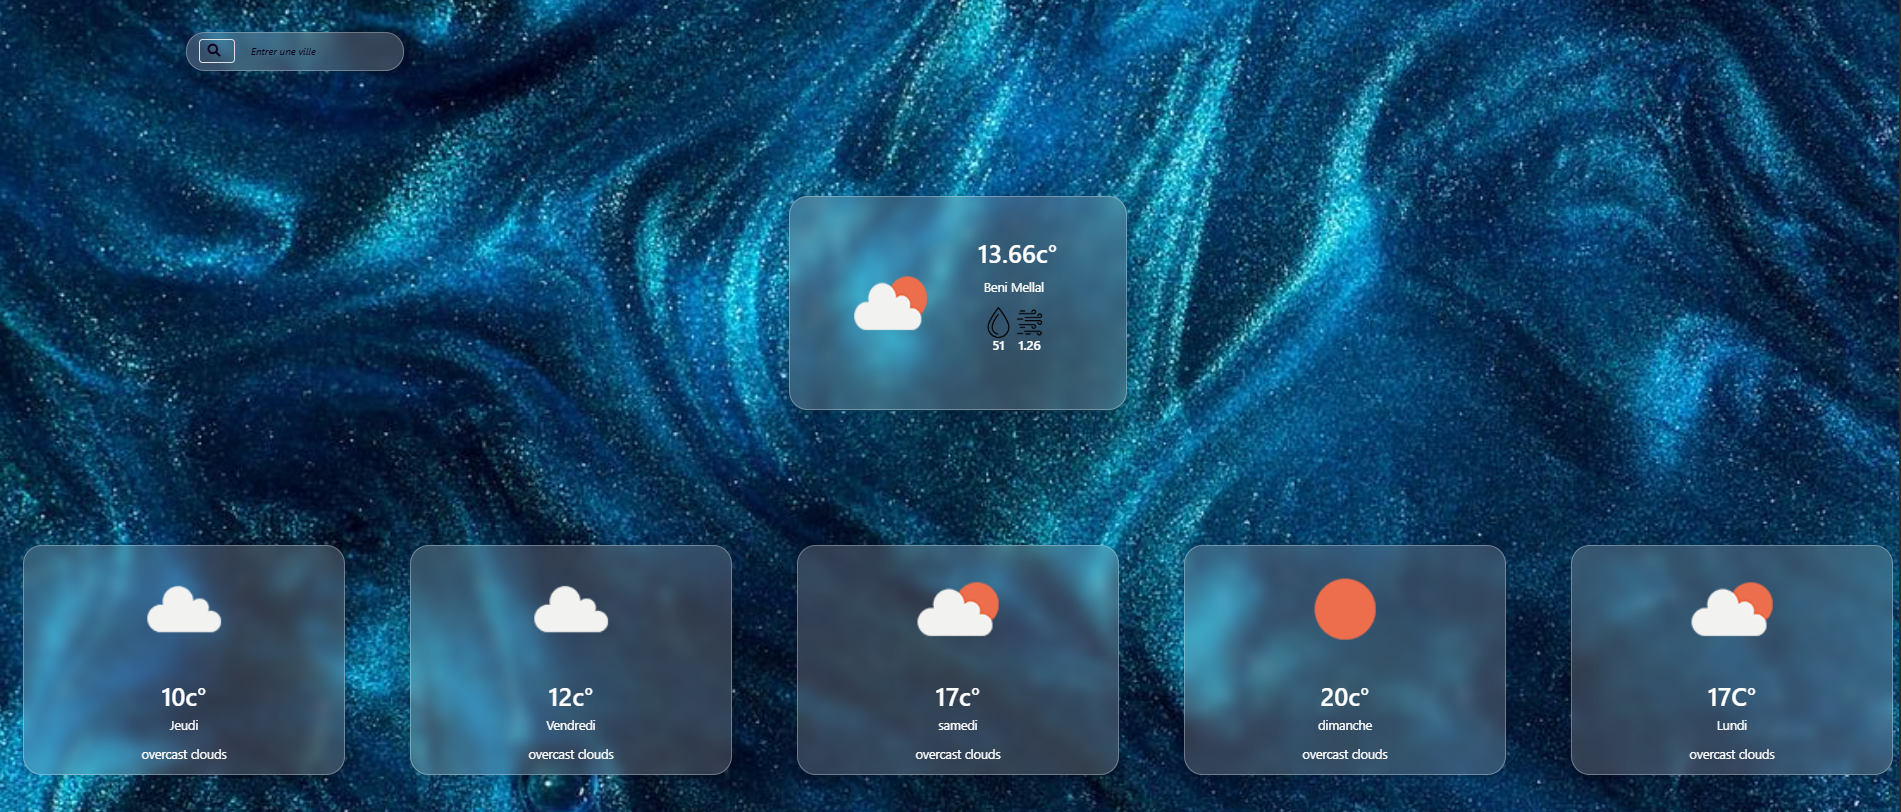 Entrer une ville
13.66c°
Beni Mellal
51 1.26
10c°
Jeudi
overcast clouds
12c°
Vendredi
overcast clouds
17c°
samedi
overcast clouds
20c°
dimanche
overcast clouds
17C°
Lundi
overcast clouds